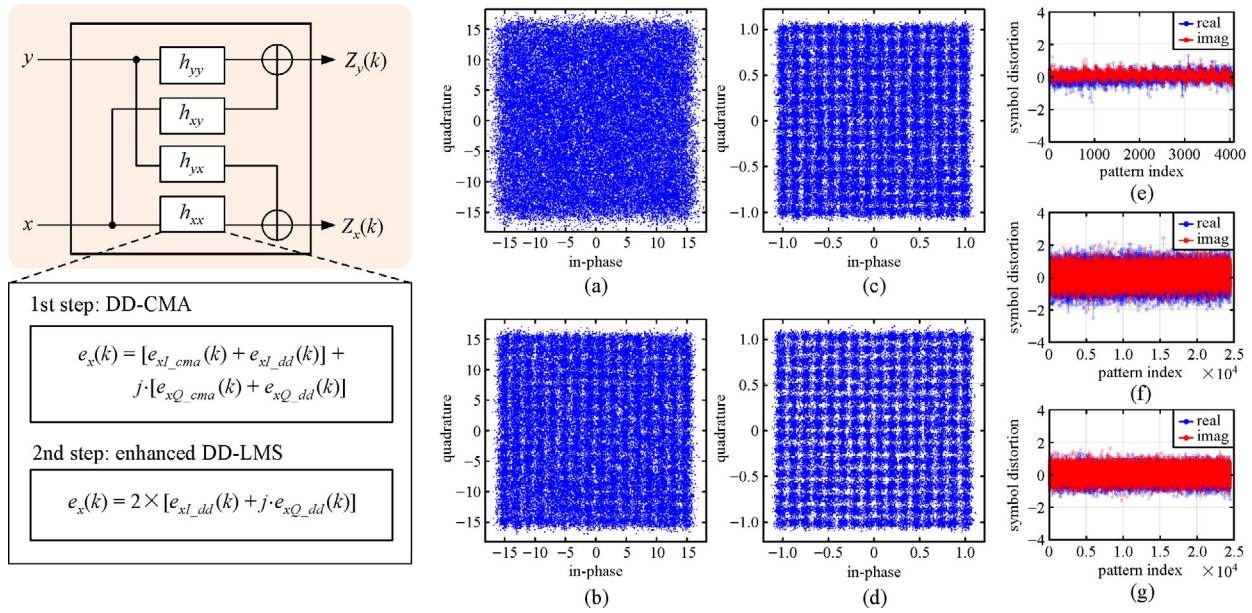 y
h_yy
Z_y(k)
h_xy
h_yx
x
h_xx
Z_x(k)
1st step: DD-CMA
e_x(k) = [e_xI_cma(k) + e_xI_dd(k)] +
j·[e_xQ_cma(k) + e_xQ_dd(k)]
2nd step: enhanced DD-LMS
e_x(k) = 2×[e_xI_dd(k) + j·e_xQ_dd(k)]
quadrature
15
10
5
0
−5
−10
−15
−15 −10 −5 0 5 10 15
in-phase
(a)
quadrature
15
10
5
0
−5
−10
−15
−15 −10 −5 0 5 10 15
in-phase
(b)
quadrature
1.0
0.5
0
−0.5
−1.0
−1.0 −0.5 0 0.5 1.0
in-phase
(c)
quadrature
1.0
0.5
0
−0.5
−1.0
−1.0 −0.5 0 0.5 1.0
in-phase
(d)
symbol distortion
4
2
0
−2
−4
real
imag
0 1000 2000 3000 4000
pattern index
(e)
symbol distortion
4
2
0
−2
−4
real
imag
0 0.5 1.0 1.5 2.0 2.5
pattern index × 10⁴
(f)
symbol distortion
4
2
0
−2
−4
real
imag
0 0.5 1.0 1.5 2.0 2.5
pattern index × 10⁴
(g)